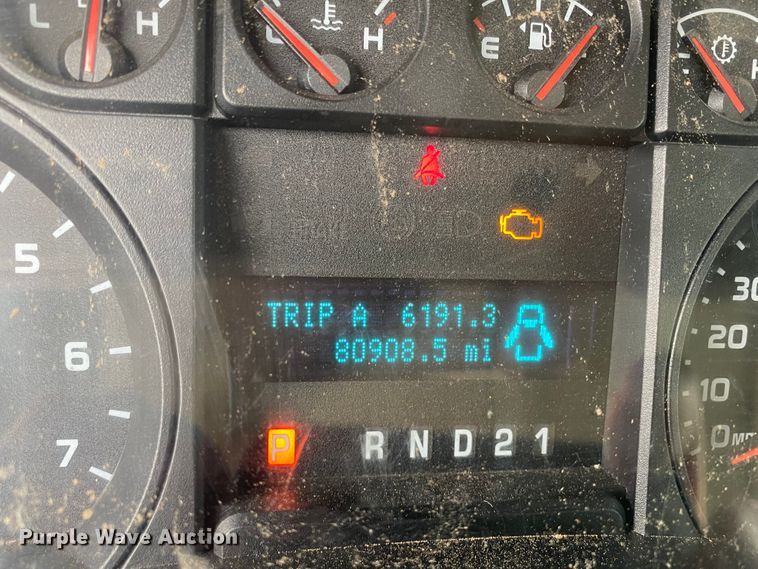 L H
L H
E
H
5
6
7
TRIP A 6191.3
80908.5 mi
P R N D 2 1
30
20
10
0 M
Purple Wave Auction